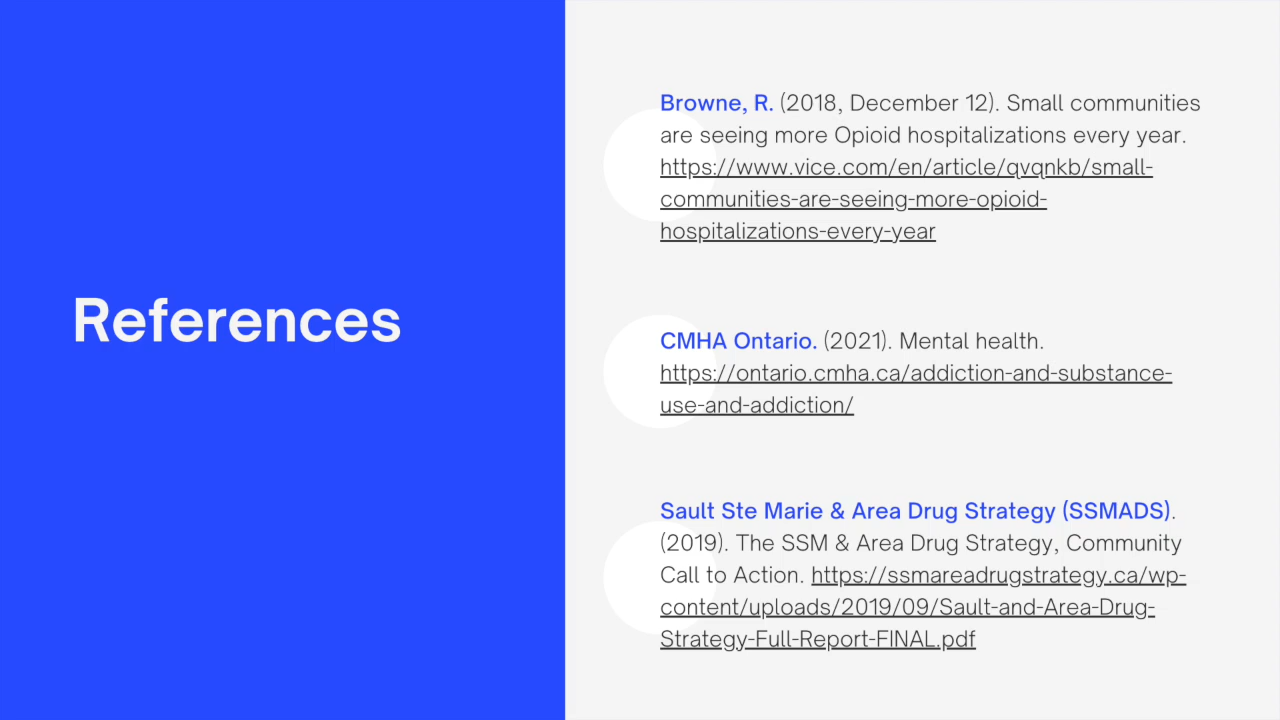 References
Browne, R. (2018, December 12). Small communities
are seeing more Opioid hospitalizations every year.
https://www.vice.com/en/article/qvqnkb/small-
communities-are-seeing-more-opioid-
hospitalizations-every-year
CMHA Ontario. (2021). Mental health.
https://ontario.cmha.ca/addiction-and-substance-
use-and-addiction/
Sault Ste Marie & Area Drug Strategy (SSMADS).
(2019). The SSM & Area Drug Strategy, Community
Call to Action. https://ssmareadrugstrategy.ca/wp-
content/uploads/2019/09/Sault-and-Area-Drug-
Strategy-Full-Report-FINAL.pdf